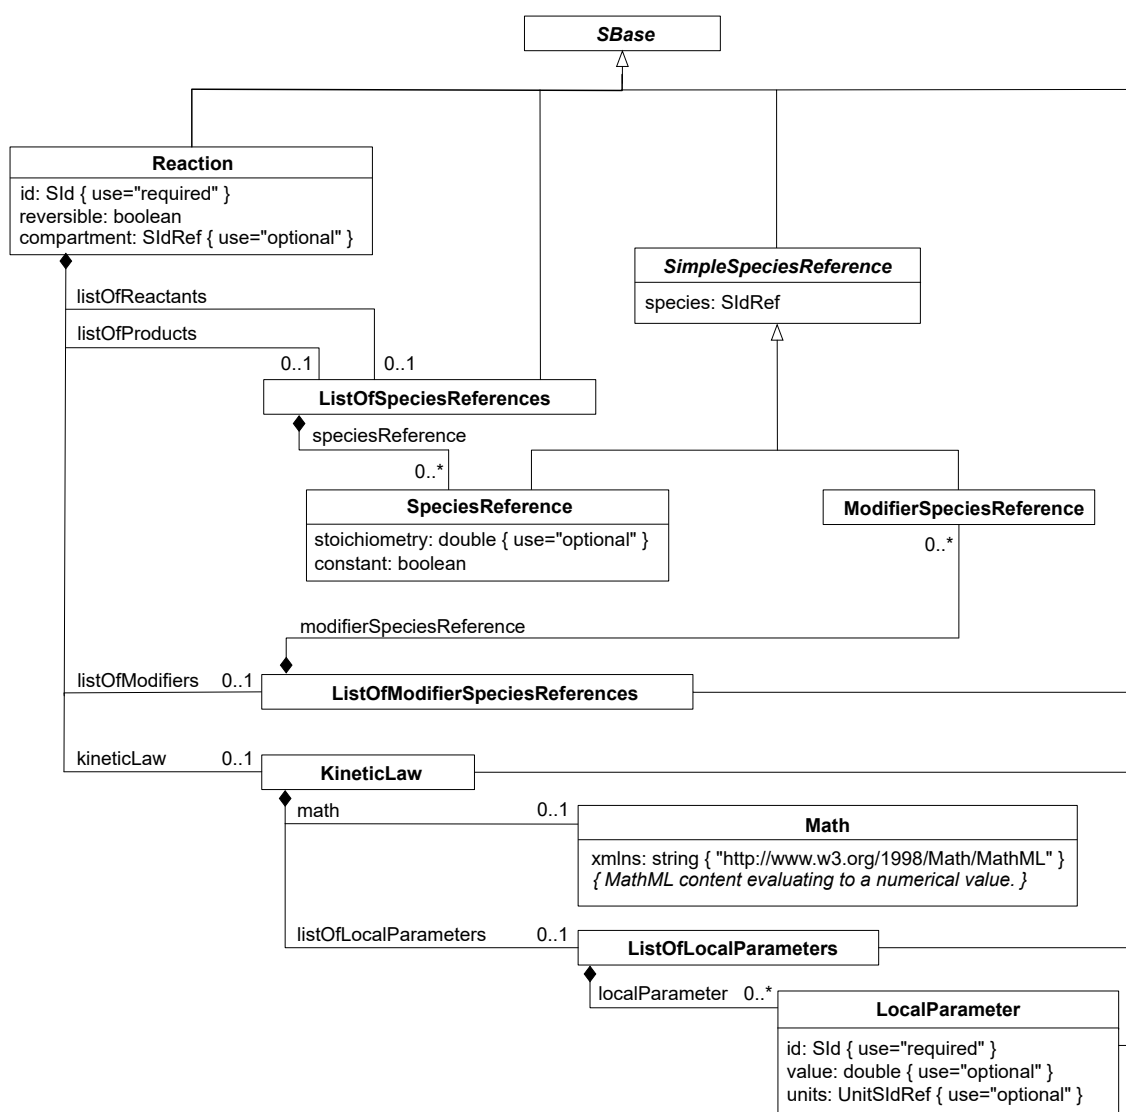 SBase
Reaction
id: SId { use="required" }
reversible: boolean
compartment: SIdRef { use="optional" }
SimpleSpeciesReference
species: SIdRef
listOfReactants
listOfProducts
0..1
0..1
ListOfSpeciesReferences
speciesReference
0..*
SpeciesReference
stoichiometry: double { use="optional" }
constant: boolean
ModifierSpeciesReference
0..*
modifierSpeciesReference
listOfModifiers 0..1
ListOfModifierSpeciesReferences
kineticLaw 0..1
KineticLaw
math 0..1
Math
xmlns: string { "http://www.w3.org/1998/Math/MathML" }
{ MathML content evaluating to a numerical value. }
listOfLocalParameters 0..1
ListOfLocalParameters
localParameter 0..*
LocalParameter
id: SId { use="required" }
value: double { use="optional" }
units: UnitSIdRef { use="optional" }